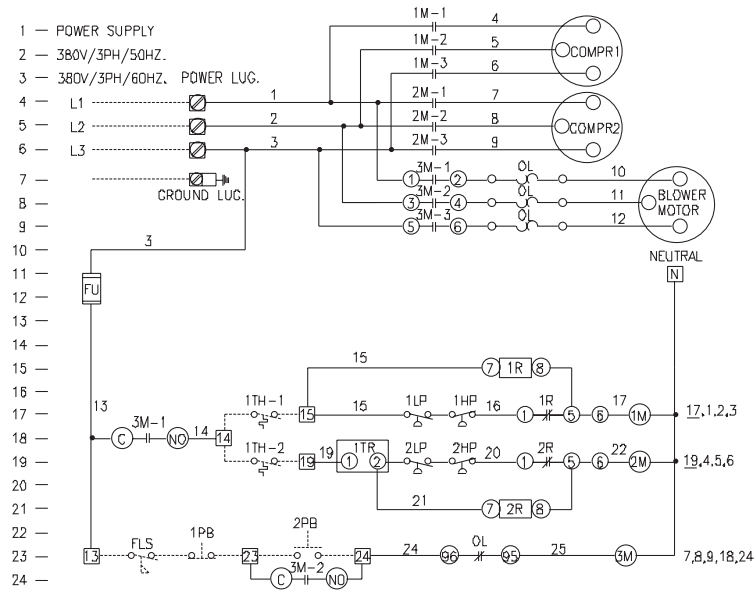 1M-1 4
1 — POWER SUPPLY
1M-2 5 COMPR1
2 — 380V/3PH/50HZ.
1M-3 6
3 — 380V/3PH/60HZ. POWER LUG.
4 — L1 1 2M-1 7
5 — L2 2 2M-2 8 COMPR2
6 — L3 3 2M-3 9
7 — 1 3M-1 2 OL 10
GROUND LUG.
8 — 3 3M-2 4 OL 11 BLOWER MOTOR
9 — 5 3M-3 6 OL 12
10 — 3
NEUTRAL
11 — N
12 — FU
13 —
14 —
15 — 15 7 1R 8
16 — 13 1TH-1 15 1LP 1HP 16 1R 17
17 — 3M-1 15 1 5 6 1M 17,1,2,3
18 — C NO 14 14 1TH-2 1TR 2LP 2HP 2R
19 — 19 19 1 2 20 1 5 6 22 2M 19,4,5,6
20 —
21 — 21 7 2R 8
22 — FLS 1PB 2PB OL
23 — 13 23 24 24 96 95 25 3M 7,8,9,18,24
24 — C 3M-2 NO